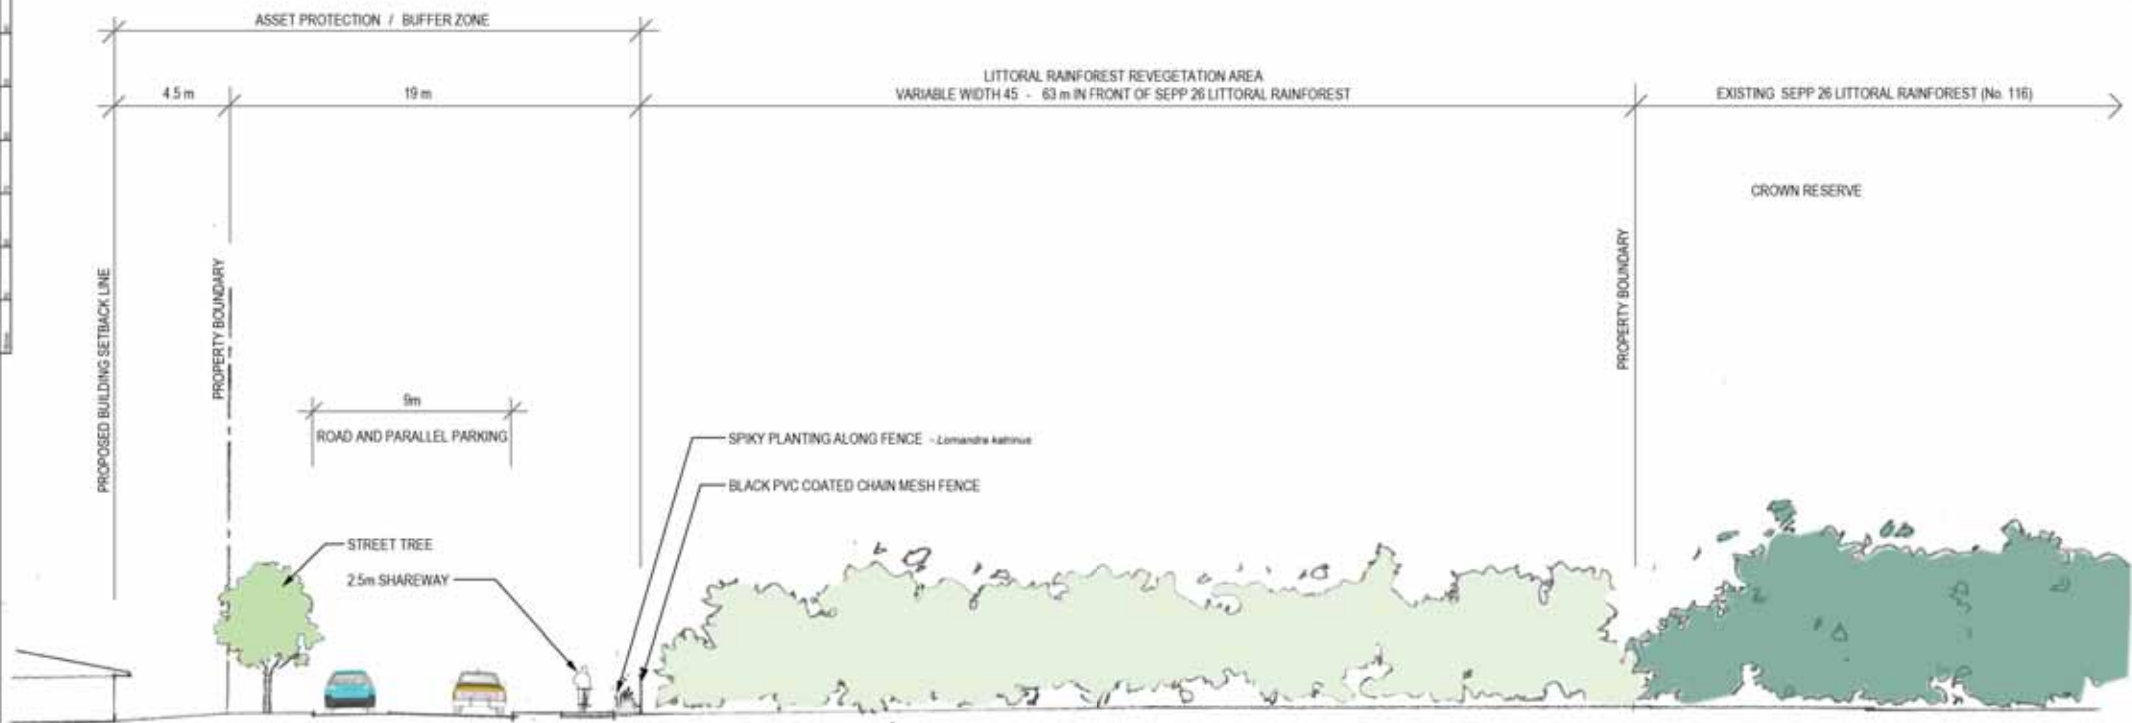 ASSET PROTECTION / BUFFER ZONE
4.5 m
19 m
LITTORAL RAINFOREST REVEGETATION AREA
VARIABLE WIDTH 45 - 63 m IN FRONT OF SEPP 26 LITTORAL RAINFOREST
EXISTING SEPP 26 LITTORAL RAINFOREST (No. 116)
CROWN RESERVE
PROPOSED BUILDING SETBACK LINE
PROPERTY BOUNDARY
PROPERTY BOUNDARY
9m
ROAD AND PARALLEL PARKING
SPIKY PLANTING ALONG FENCE - Lomandra
BLACK PVC COATED CHAIN MESH FENCE
STREET TREE
2.5m SHAREWAY